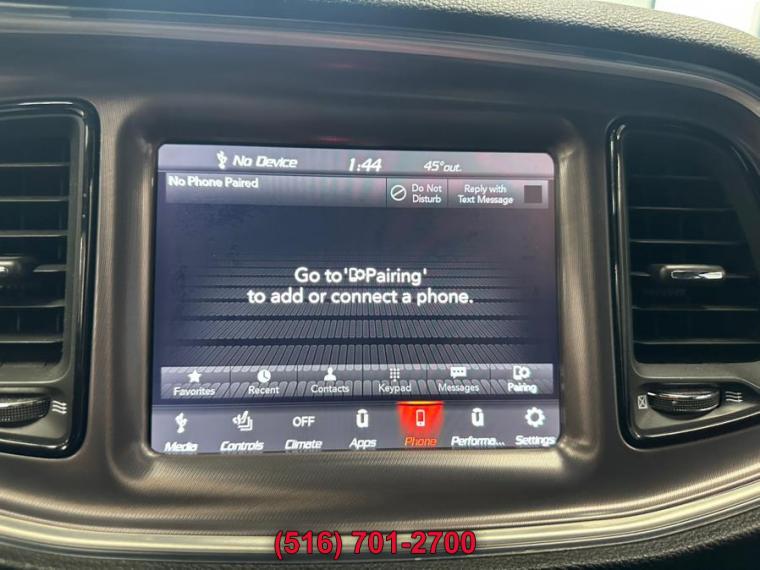 No Device 1:44 45°out.
No Phone Paired
Do Not Disturb
Reply with Text Message
Go to 'Pairing'
to add or connect a phone.
Favorites Recent Contacts Keypad Messages Pairing
OFF
Media Controls Climate Apps Phone Performa... Settings
(516) 701-2700